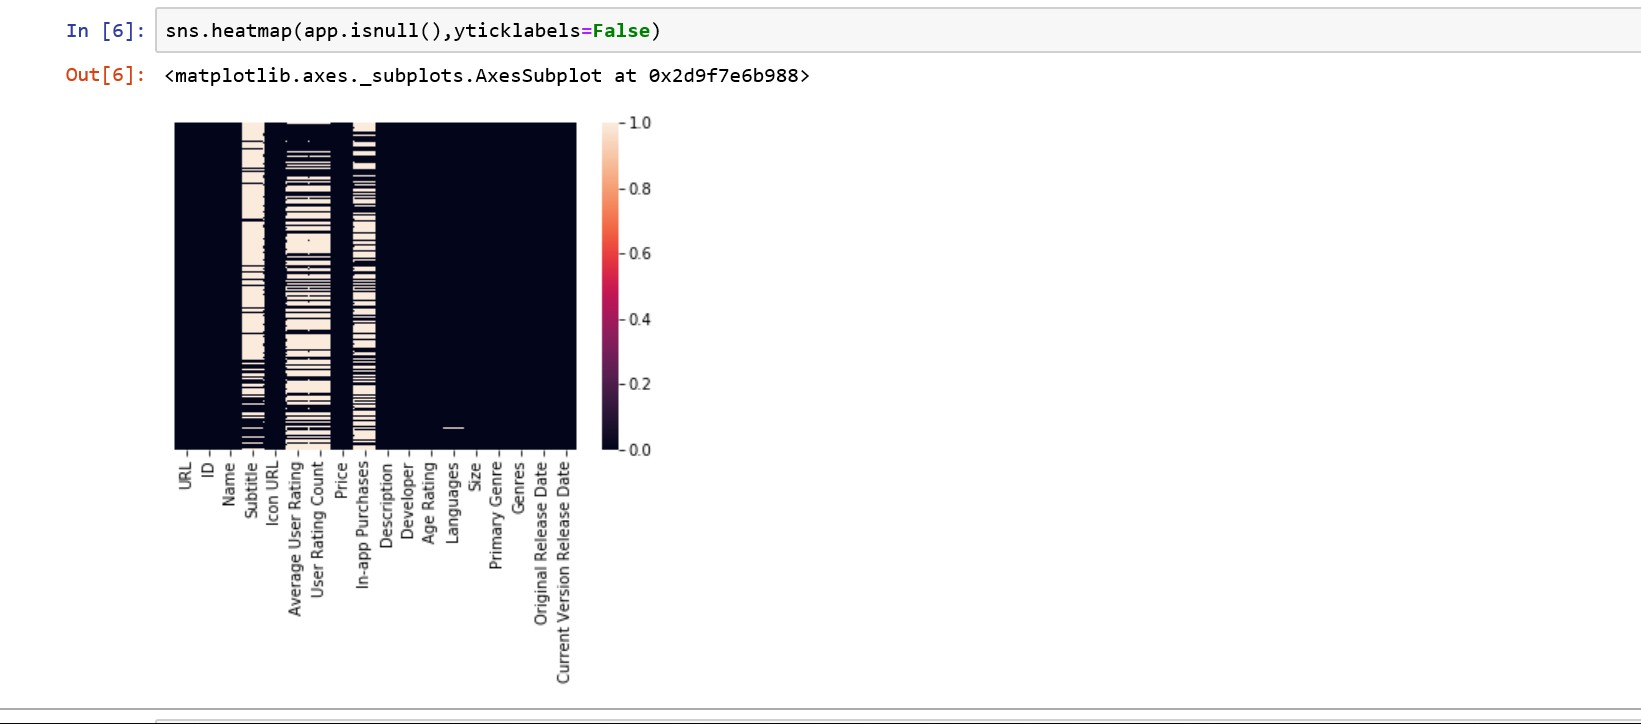 In [6]: sns.heatmap(app.isnull(),yticklabels=False)
Out[6]: <matplotlib.axes._subplots.AxesSubplot at 0x2d9f7e6b988>
1.0
0.8
0.6
0.4
0.2
0.0
URL
ID
Name
Subtitle
Icon URL
Average User Rating
User Rating Count
Price
In-app Purchases
Description
Developer
Age Rating
Languages
Size
Primary Genre
Genres
Original Release Date
Current Version Release Date